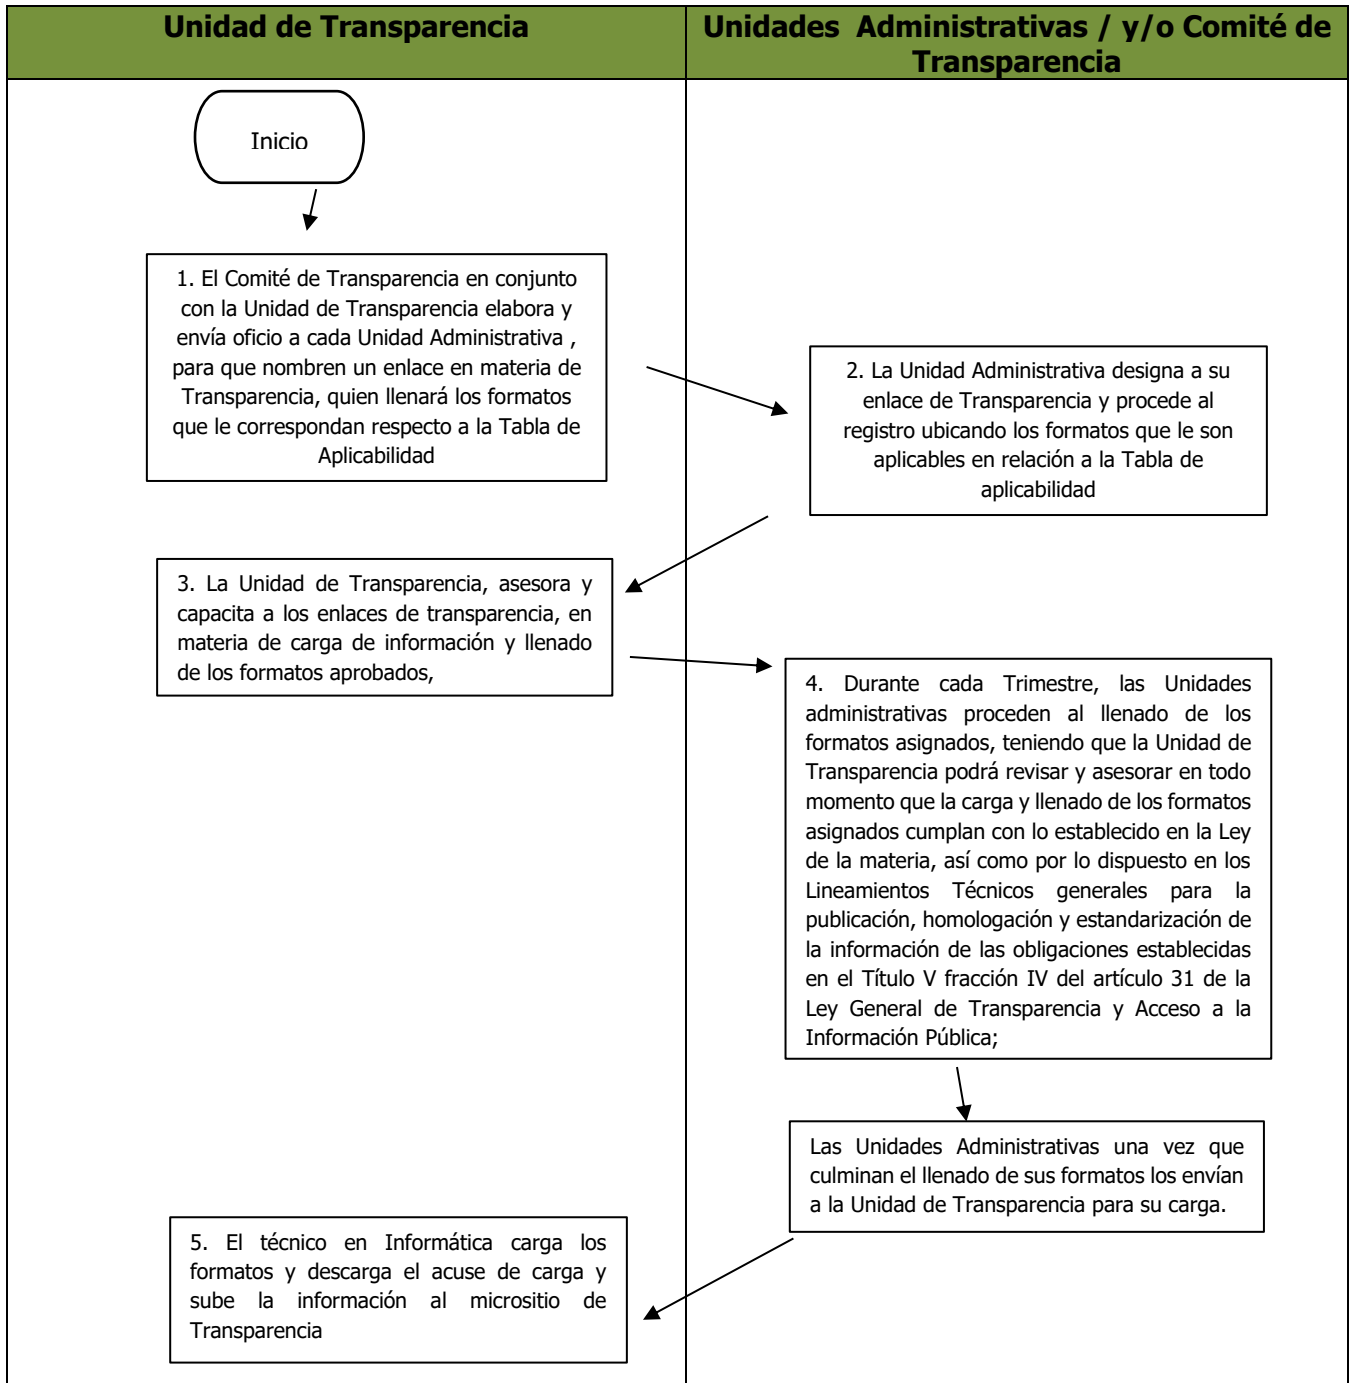 Unidad de Transparencia
Unidades Administrativas / y/o Comité de
Transparencia
Inicio
1. El Comité de Transparencia en conjunto
con la Unidad de Transparencia elabora y
envía oficio a cada Unidad Administrativa ,
para que nombren un enlace en materia de
Transparencia, quien llenará los formatos
que le correspondan respecto a la Tabla de
Aplicabilidad
2. La Unidad Administrativa designa a su
enlace de Transparencia y procede al
registro ubicando los formatos que le son
aplicables en relación a la Tabla de
aplicabilidad
3. La Unidad de Transparencia, asesora y
capacita a los enlaces de transparencia, en
materia de carga de información y llenado
de los formatos aprobados,
4. Durante cada Trimestre, las Unidades
administrativas proceden al llenado de los
formatos asignados, teniendo que la Unidad de
Transparencia podrá revisar y asesorar en todo
momento que la carga y llenado de los formatos
asignados cumplan con lo establecido en la Ley
de la materia, así como por lo dispuesto en los
Lineamientos Técnicos generales para la
publicación, homologación y estandarización de
la información de las obligaciones establecidas
en el Título V fracción IV del artículo 31 de la
Ley General de Transparencia y Acceso a la
Información Pública;
Las Unidades Administrativas una vez que
culminan el llenado de sus formatos los envían
a la Unidad de Transparencia para su carga.
5. El técnico en Informática carga los
formatos y descarga el acuse de carga y
sube la información al micrositio de
Transparencia